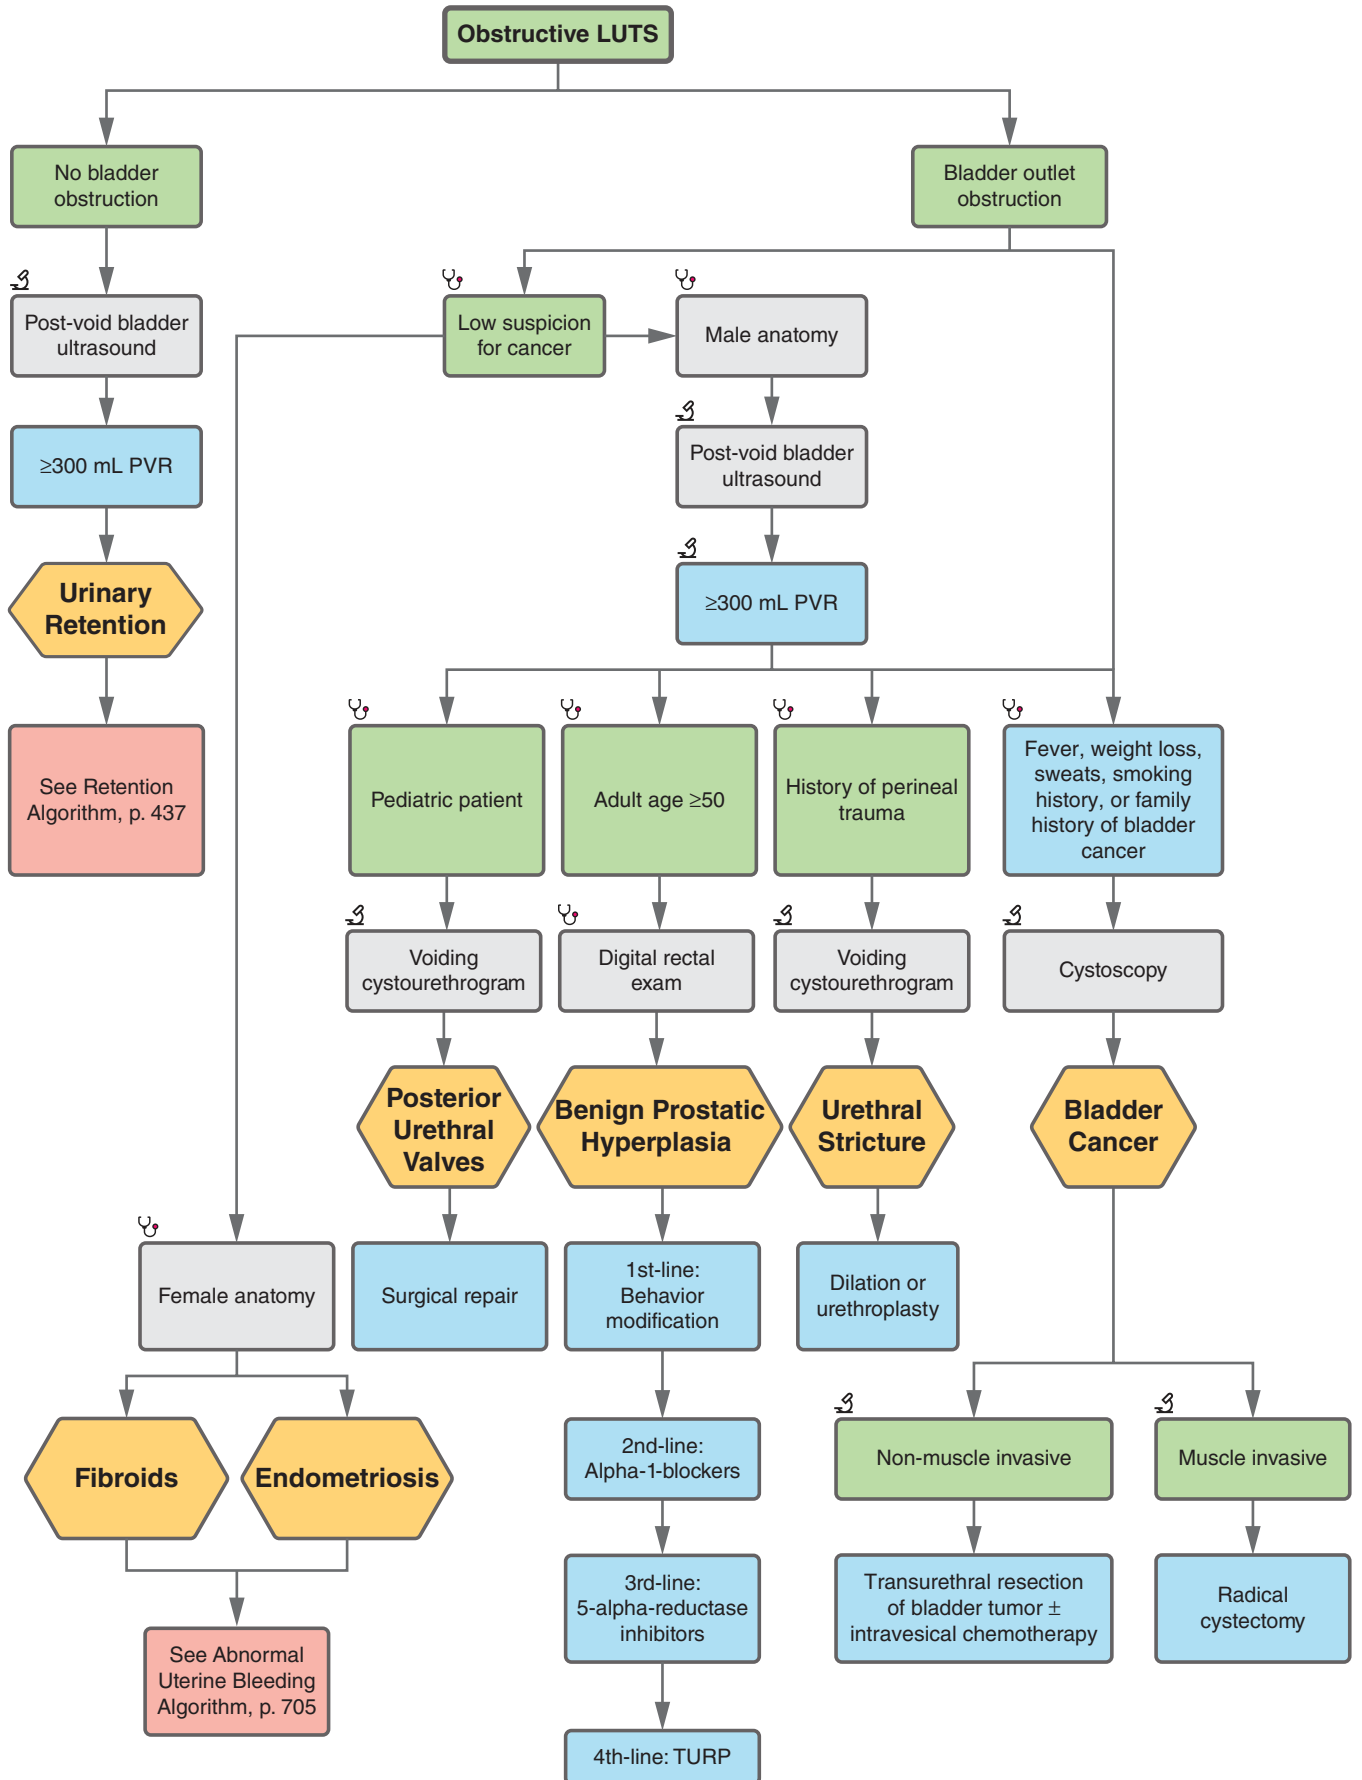 Obstructive LUTS
No bladder
obstruction
Bladder outlet
obstruction
Post-void bladder
ultrasound
Low suspicion
for cancer
Male anatomy
≥300 mL PVR
Post-void bladder
ultrasound
Urinary
Retention
≥300 mL PVR
See Retention
Algorithm, p. 437
Pediatric patient
Adult age ≥50
History of perineal
trauma
Fever, weight loss,
sweats, smoking
history, or family
history of bladder
cancer
Voiding
cystourethrogram
Digital rectal
exam
Voiding
cystourethrogram
Cystoscopy
Posterior
Urethral
Valves
Benign Prostatic
Hyperplasia
Urethral
Stricture
Bladder
Cancer
Female anatomy
Surgical repair
1st-line:
Behavior
modification
Dilation or
urethroplasty
Fibroids
Endometriosis
2nd-line:
Alpha-1-blockers
Non-muscle invasive
Muscle invasive
3rd-line:
5-alpha-reductase
inhibitors
Transurethral resection
of bladder tumor ±
intravesical chemotherapy
Radical
cystectomy
See Abnormal
Uterine Bleeding
Algorithm, p. 705
4th-line: TURP